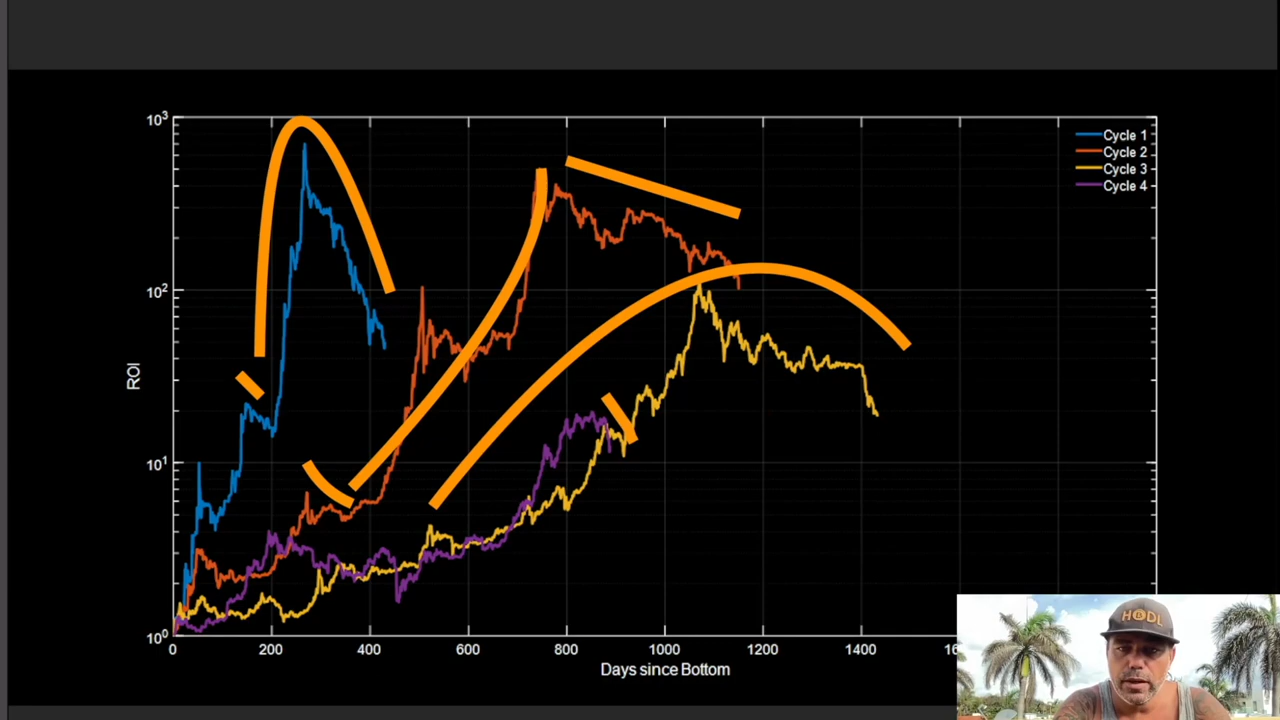 10³
Cycle 1
Cycle 2
Cycle 3
Cycle 4
10²
ROI
10¹
10⁰
0 200 400 600 800 1000 1200 1400
Days since Bottom
HODL